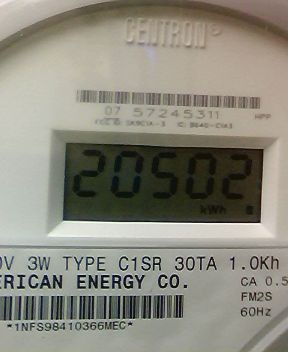 CENTRON®
07 57245311
HPP
20502
kWh
0V 3W TYPE C1SR 30TA 1.0Kh
ERICAN ENERGY CO.
CA 0.5
FM2S
60Hz
*1NFS98410366MEC*